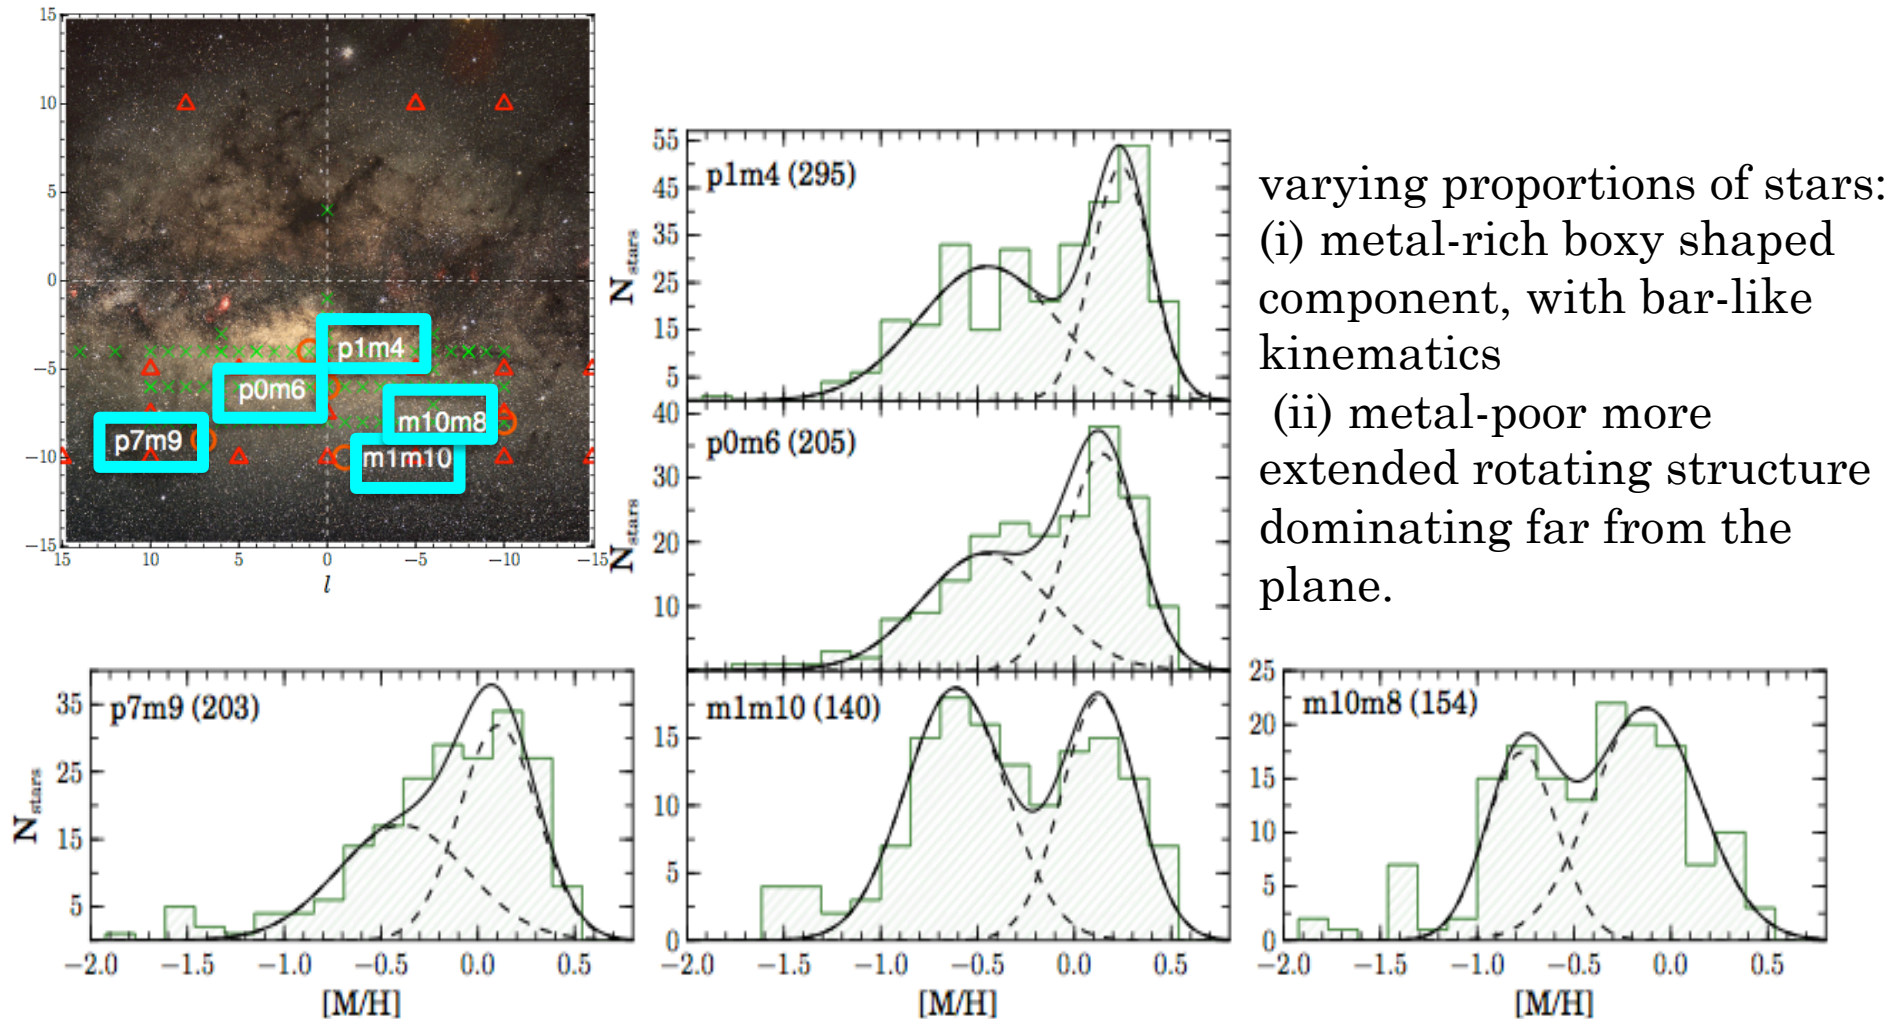 15
10
5
0
−5
−10
−15
15
10
5
0
−5
−10
−15
l
p1m4
p0m6
m10m8
p7m9
m1m10
p1m4 (295)
55
45
35
25
15
5
N stars
p0m6 (205)
40
30
20
10
N stars
varying proportions of stars:
(i) metal-rich boxy shaped
component, with bar-like
kinematics
(ii) metal-poor more
extended rotating structure
dominating far from the
plane.
p7m9 (203)
35
25
15
5
N stars
−2.0 −1.5 −1.0 −0.5 0.0 0.5
[M/H]
m1m10 (140)
15
10
5
0
−2.0 −1.5 −1.0 −0.5 0.0 0.5
[M/H]
m10m8 (154)
25
20
15
10
5
0
−2.0 −1.5 −1.0 −0.5 0.0 0.5
[M/H]